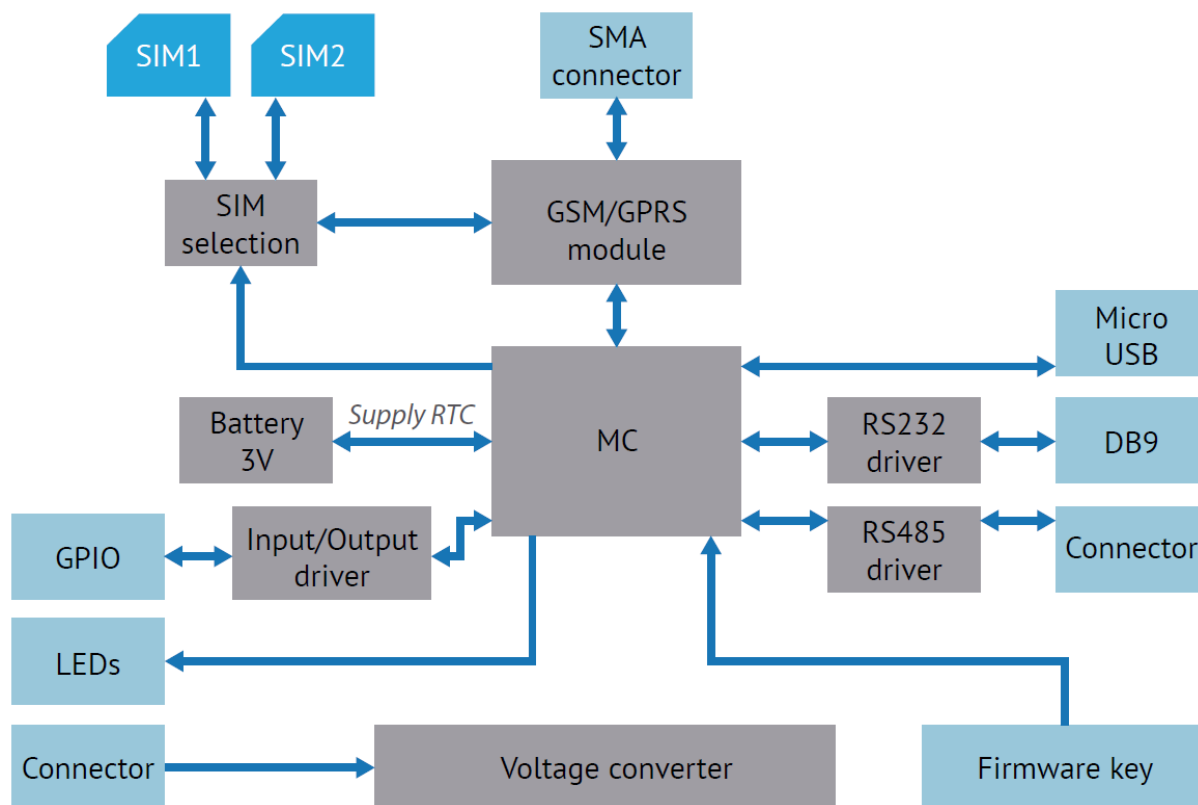 SIM1
SIM2
SMA
connector
SIM
selection
GSM/GPRS
module
Micro
USB
Battery
3V
Supply RTC
MC
RS232
driver
DB9
GPIO
Input/Output
driver
RS485
driver
Connector
LEDs
Connector
Voltage converter
Firmware key